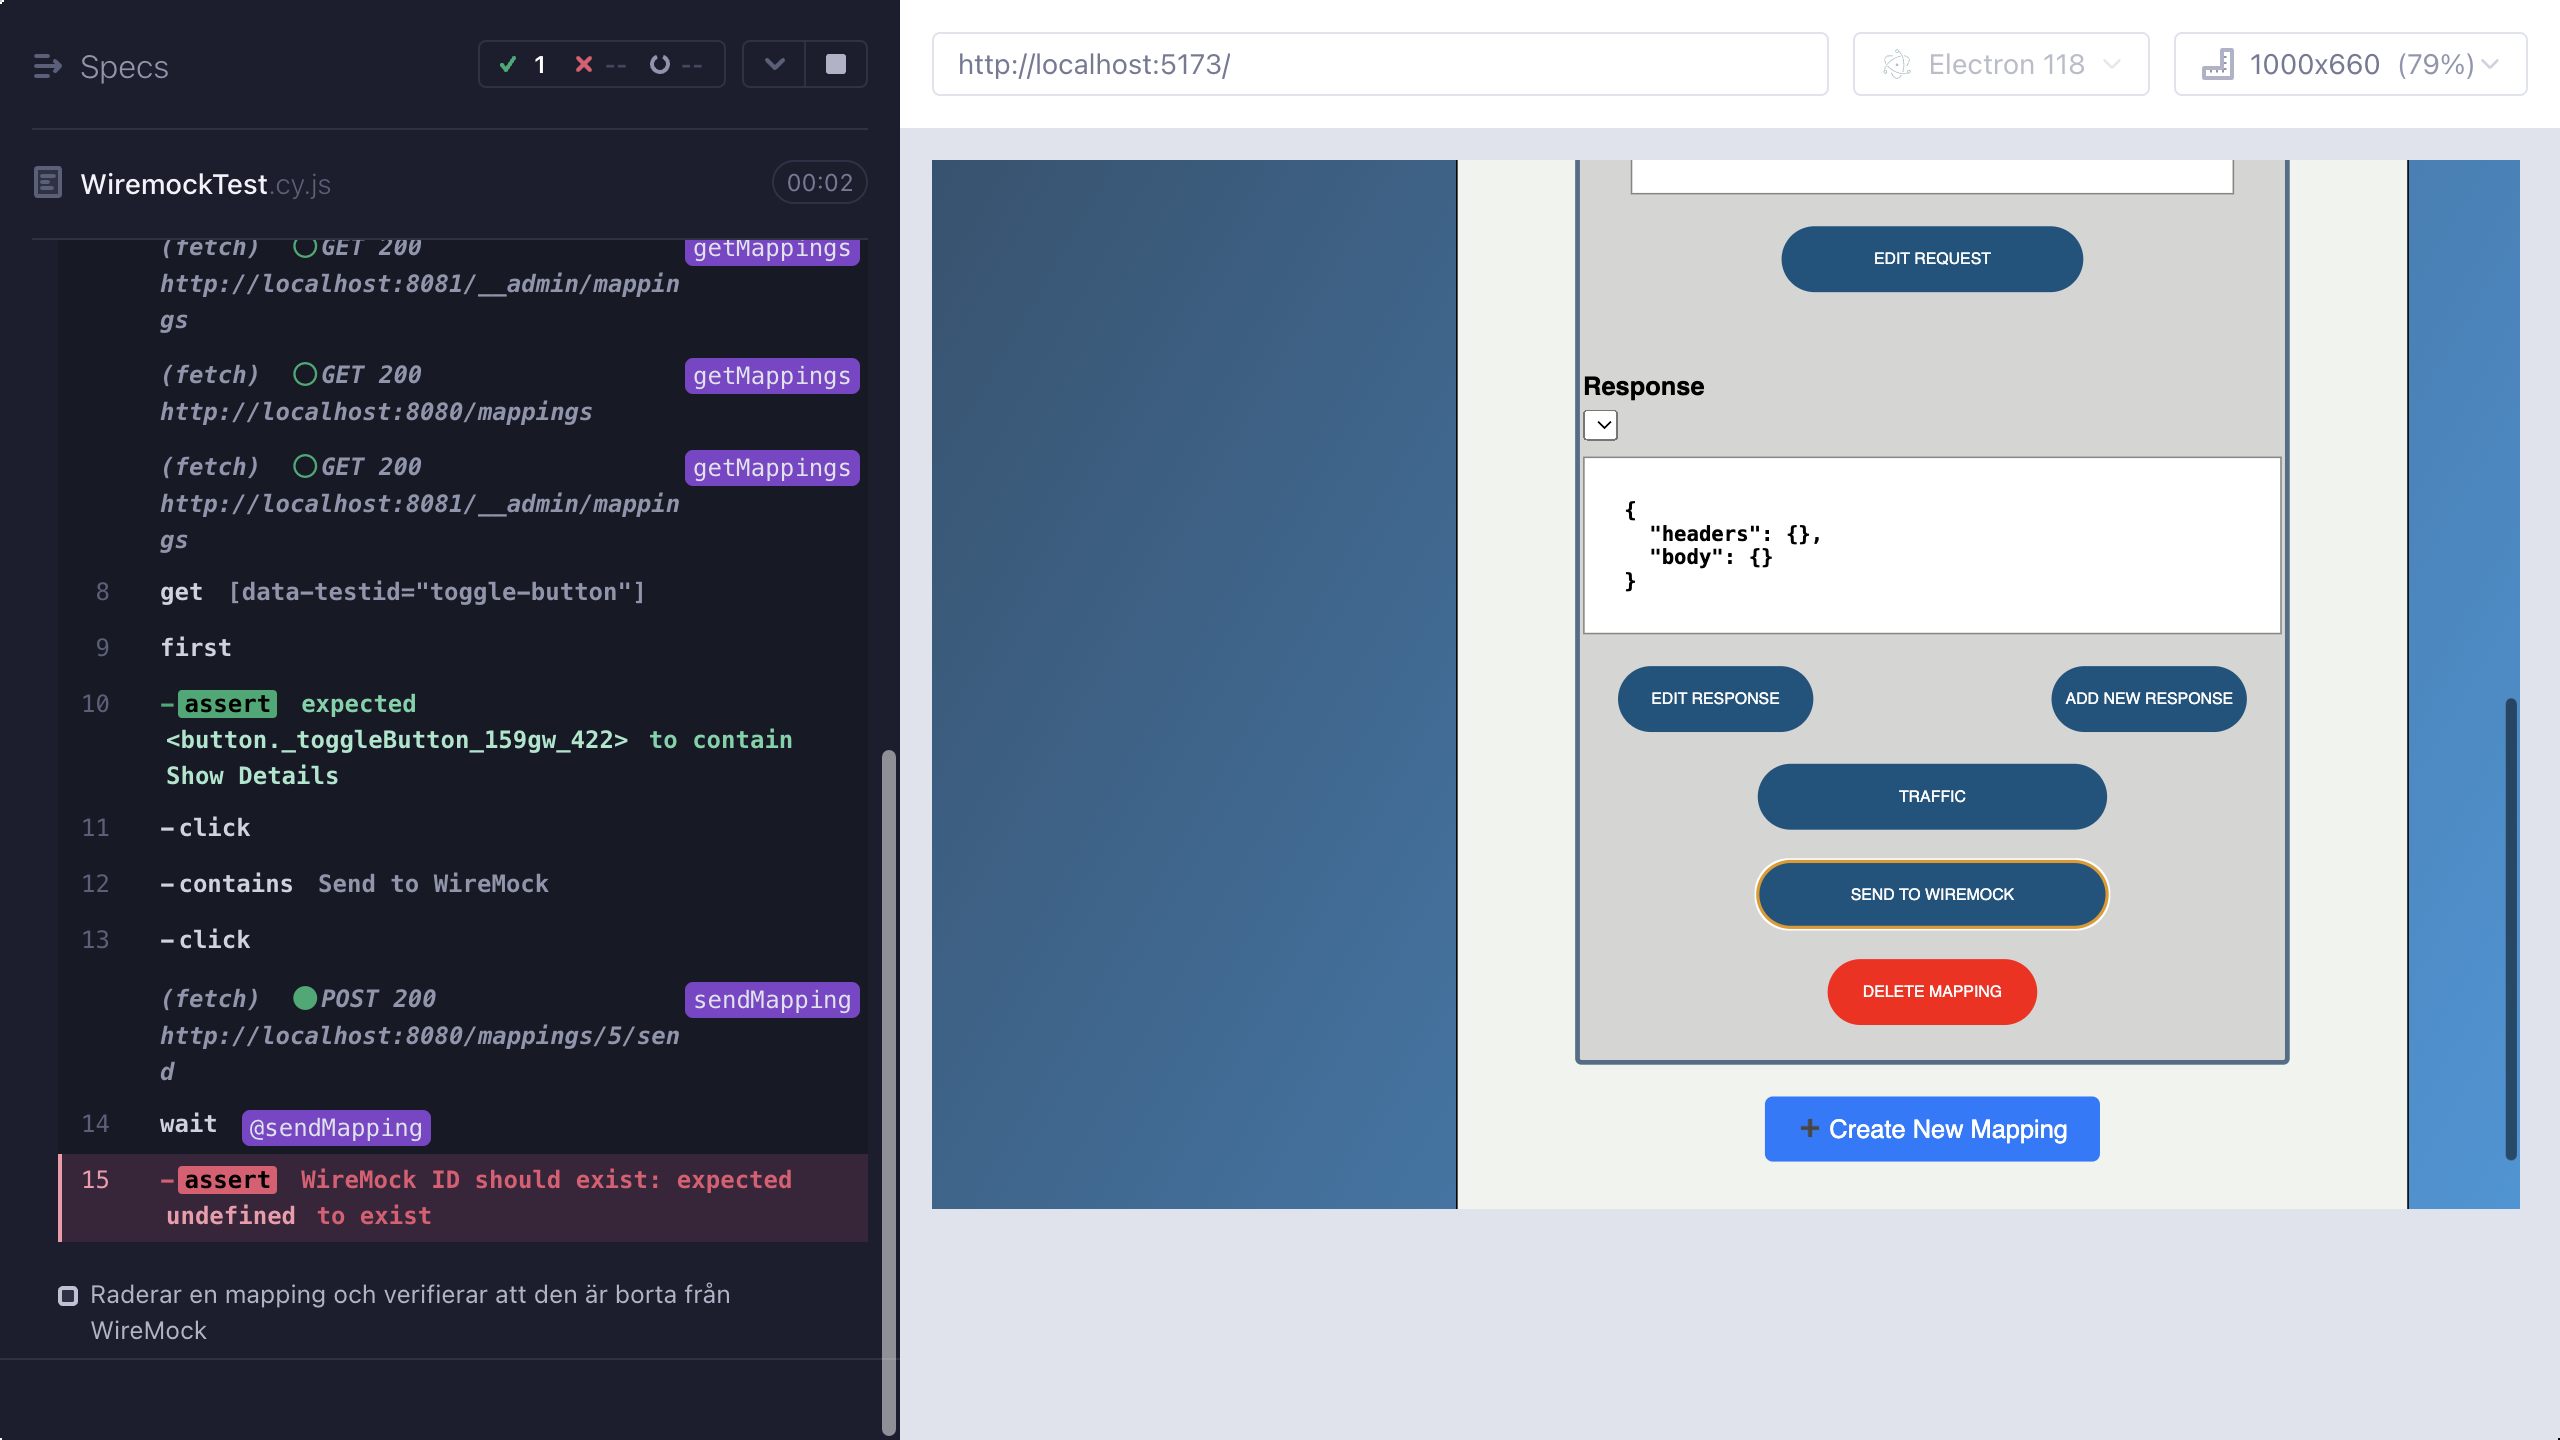 Specs
1 -- --
WiremockTest.cy.js
00:02
(fetch) GET 200 getMappings
http://localhost:8081/__admin/mappin
gs
(fetch) GET 200 getMappings
http://localhost:8080/mappings
(fetch) GET 200 getMappings
http://localhost:8081/__admin/mappin
gs
8 get [data-testid="toggle-button"]
9 first
10 -assert expected
<button._toggleButton_159gw_422> to contain
Show Details
11 -click
12 -contains Send to WireMock
13 -click
(fetch) POST 200 sendMapping
http://localhost:8080/mappings/5/sen
d
14 wait @sendMapping
15 -assert WireMock ID should exist: expected
undefined to exist
Raderar en mapping och verifierar att den är borta från
WireMock
http://localhost:5173/
Electron 118
1000x660 (79%)
EDIT REQUEST
Response
{
"headers": {},
"body": {}
}
EDIT RESPONSE
ADD NEW RESPONSE
TRAFFIC
SEND TO WIREMOCK
DELETE MAPPING
+ Create New Mapping